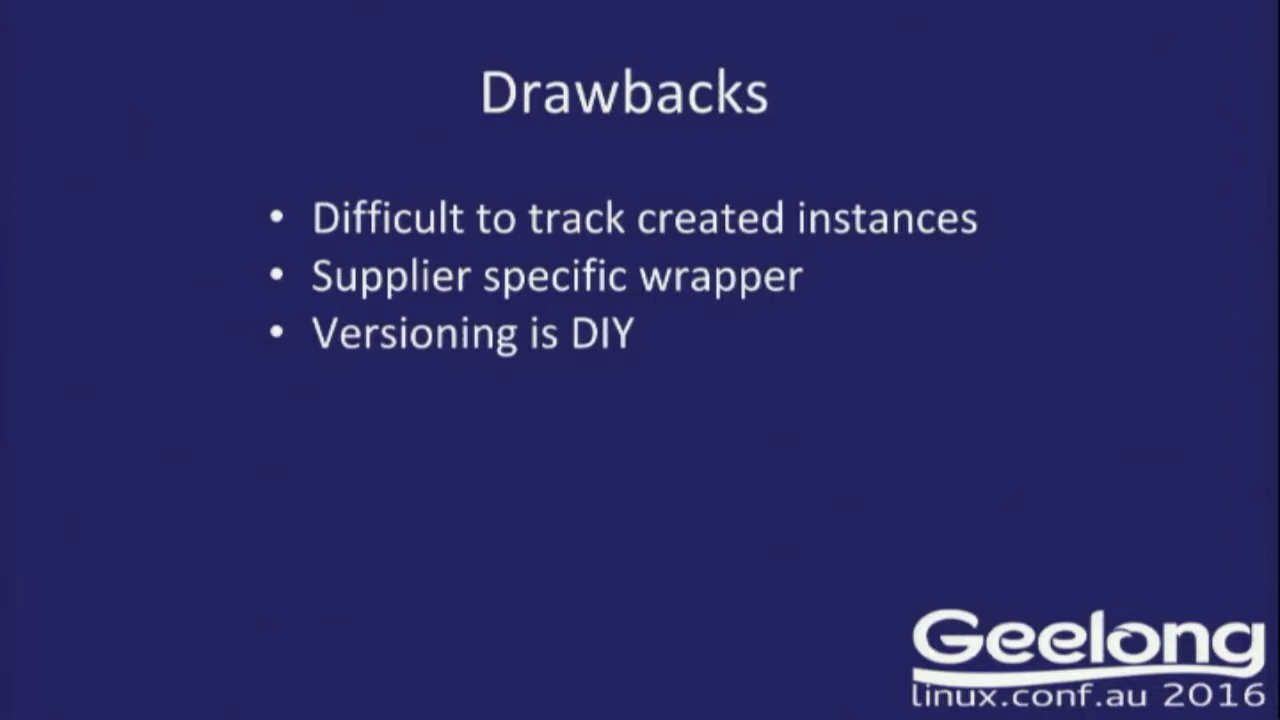 Drawbacks
• Difficult to track created instances
• Supplier specific wrapper
• Versioning is DIY
Geelong
linux.conf.au 2016